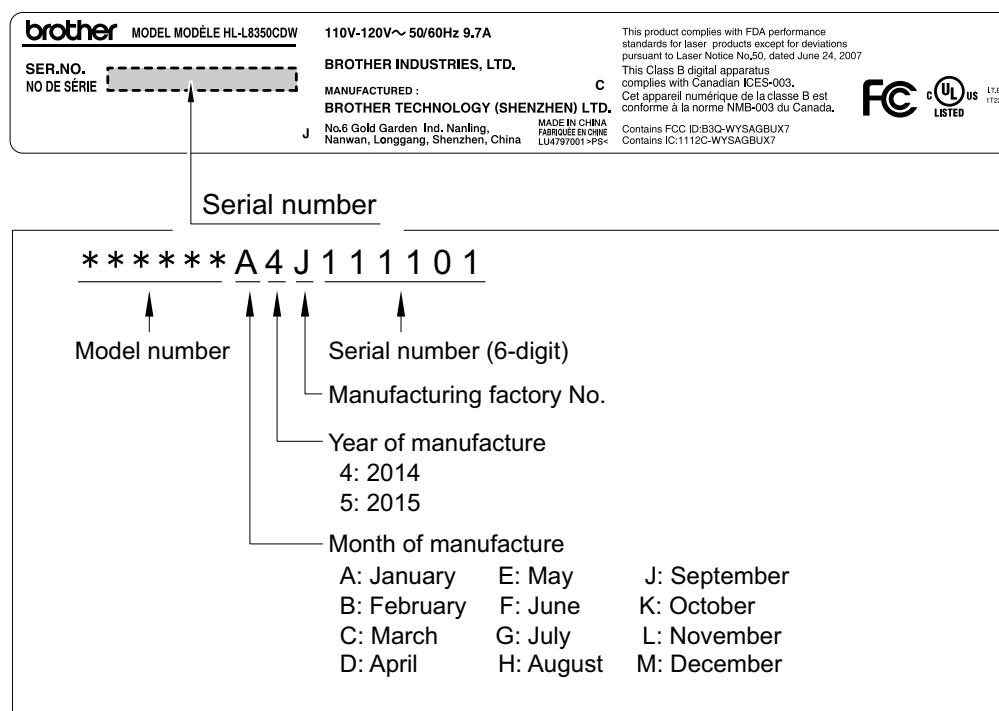 brother MODEL MODÈLE HL-L8350CDW
SER.NO.
NO DE SÉRIE
110V-120V～ 50/60Hz 9.7A
BROTHER INDUSTRIES, LTD.
MANUFACTURED : C
BROTHER TECHNOLOGY (SHENZHEN) LTD.
J No.6 Gold Garden Ind. Nanling,
Nanwan, Longgang, Shenzhen, China
MADE IN CHINA
FABRIQUÉE EN CHINE
LU4797001 >PS<
This product complies with FDA performance
standards for laser products except for deviations
pursuant to Laser Notice No.50, dated June 24, 2007
This Class B digital apparatus
complies with Canadian ICES-003.
Cet appareil numérique de la classe B est
conforme à la norme NMB-003 du Canada.
Contains FCC ID:B3Q-WYSAGBUX7
Contains IC:1112C-WYSAGBUX7
FC
C UL US
LISTED
Serial number
* * * * * * A 4 J 1 1 1 1 0 1
Model number
Serial number (6-digit)
Manufacturing factory No.
Year of manufacture
4: 2014
5: 2015
Month of manufacture
A: January E: May J: September
B: February F: June K: October
C: March G: July L: November
D: April H: August M: December